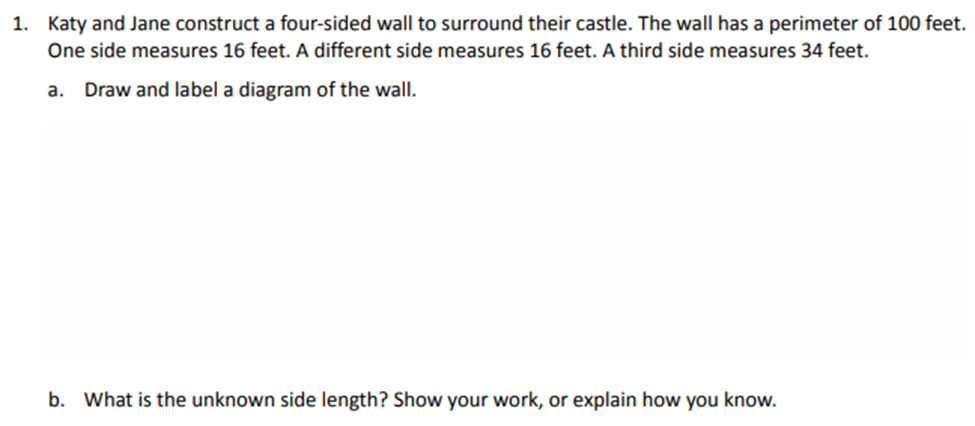 1. Katy and Jane construct a four-sided wall to surround their castle. The wall has a perimeter of 100 feet.
One side measures 16 feet. A different side measures 16 feet. A third side measures 34 feet.
a. Draw and label a diagram of the wall.
b. What is the unknown side length? Show your work, or explain how you know.